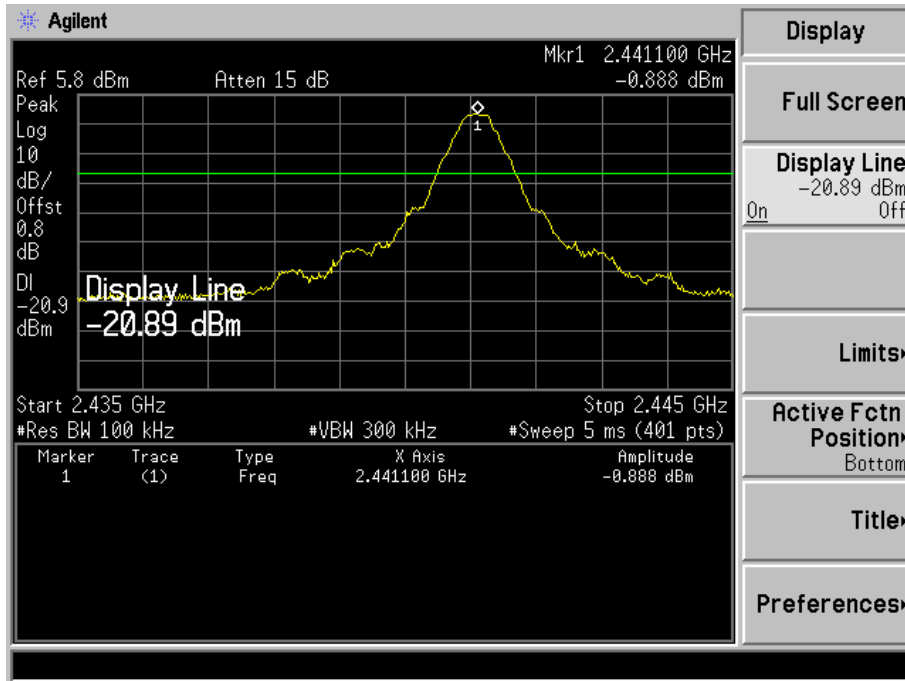 Agilent
Display
Mkr1 2.441100 GHz
Ref 5.8 dBm Atten 15 dB -0.888 dBm
Peak
Log
10
dB/
Offst
0.8
dB
DI
-20.9
dBm
1
Display Line
-20.89 dBm
Start 2.435 GHz Stop 2.445 GHz
#Res BW 100 kHz #VBW 300 kHz #Sweep 5 ms (401 pts)
Marker Trace Type X Axis Amplitude
1 (1) Freq 2.441100 GHz -0.888 dBm
Full Screen
Display Line
-20.89 dBm
On Off
Limits
Active Fctn
Position
Bottom
Title
Preferences